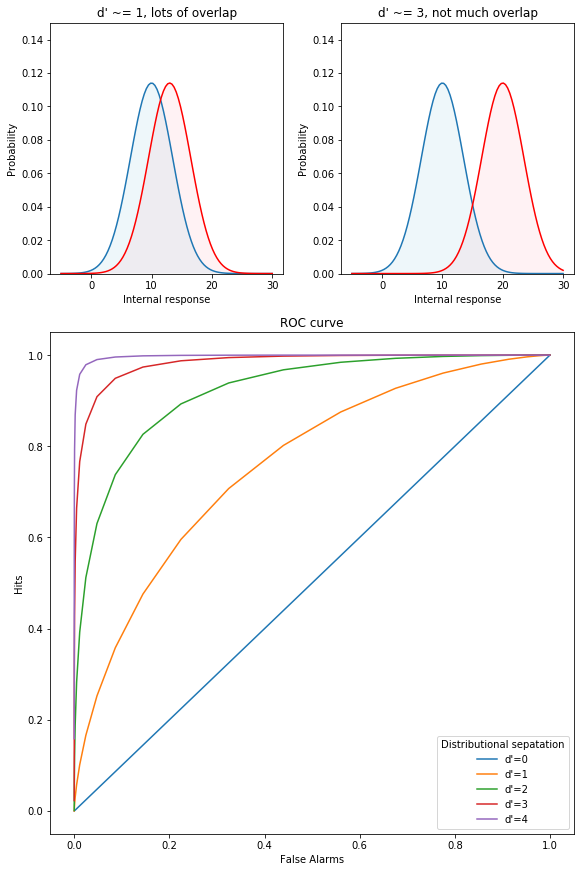 d' ~= 1, lots of overlap
0.14
0.12
0.10
0.08
0.06
0.04
0.02
0.00
Probability
0
10
20
30
Internal response
d' ~= 3, not much overlap
0.14
0.12
0.10
0.08
0.06
0.04
0.02
0.00
Probability
0
10
20
30
Internal response
ROC curve
1.0
0.8
0.6
0.4
0.2
0.0
Hits
0.0
0.2
0.4
0.6
0.8
1.0
False Alarms
Distributional sepatation
d'=0
d'=1
d'=2
d'=3
d'=4